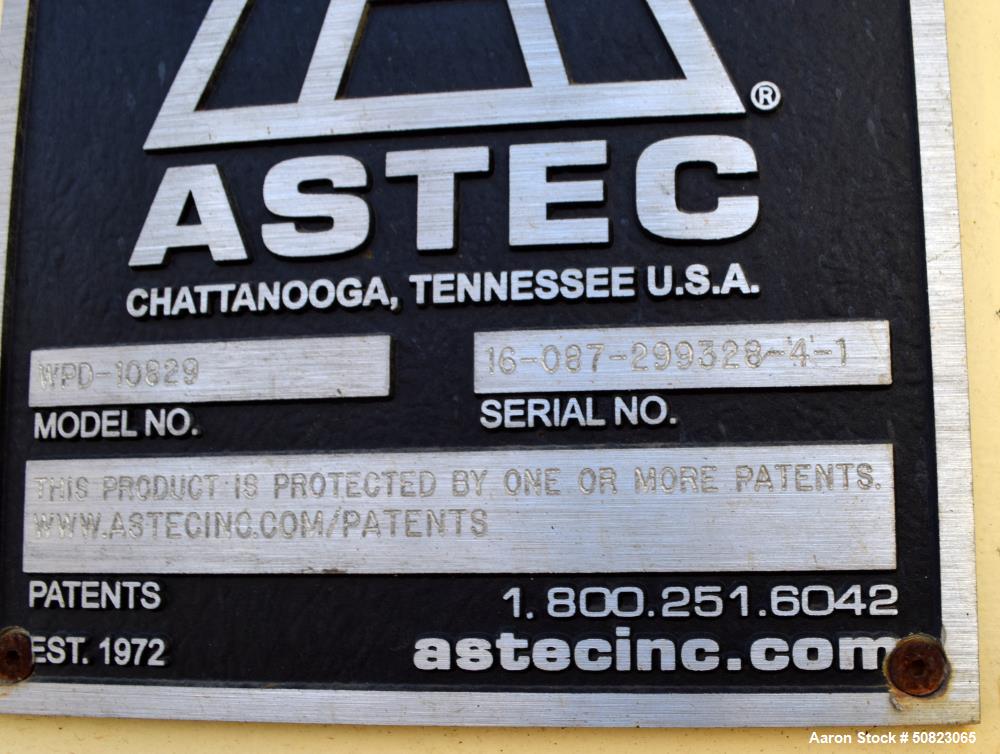 ®
ASTEC
CHATTANOOGA, TENNESSEE U.S.A.
WPD-10829
16-087-299328-4-1
MODEL NO.
SERIAL NO.
THIS PRODUCT IS PROTECTED BY ONE OR MORE PATENTS.
WWW.ASTECINC.COM/PATENTS
PATENTS
1.800.251.6042
EST. 1972
astecinc.com
Aaron Stock # 50823065